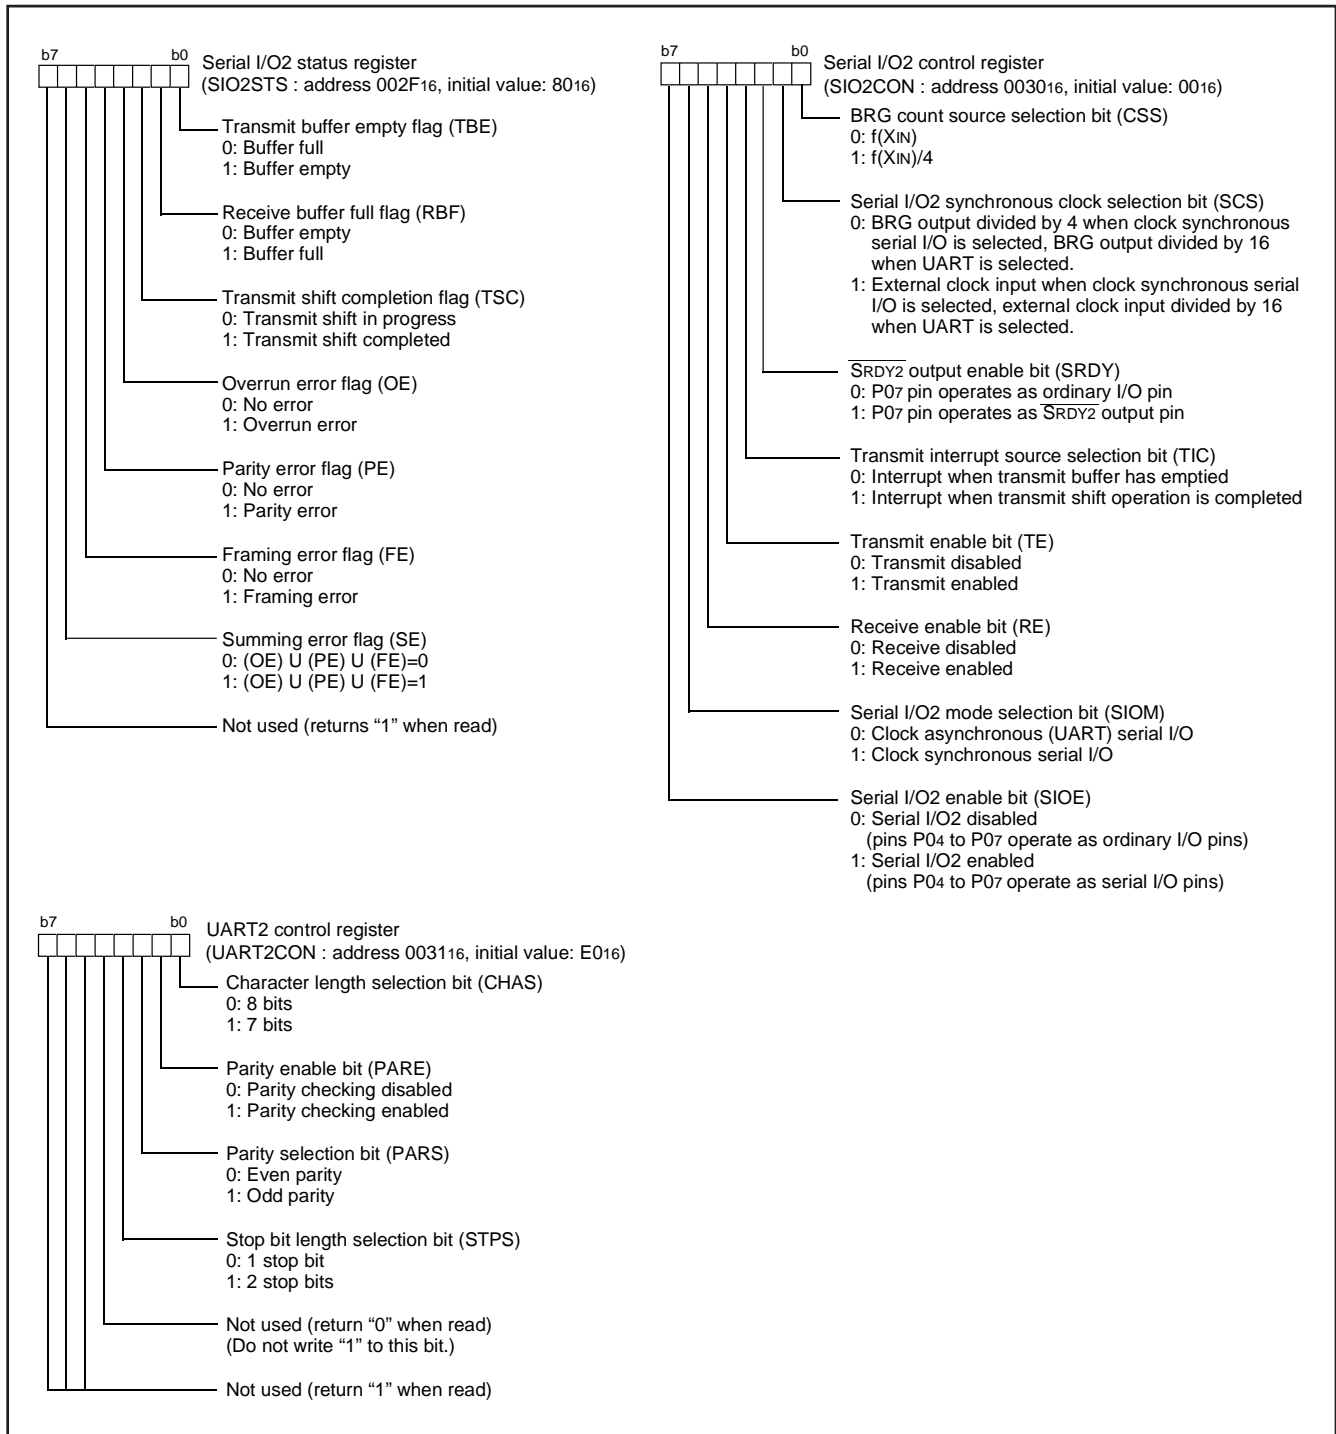 b7 b0
Serial I/O2 status register
(SIO2STS : address 002F16, initial value: 8016)
Transmit buffer empty flag (TBE)
0: Buffer full
1: Buffer empty
Receive buffer full flag (RBF)
0: Buffer empty
1: Buffer full
Transmit shift completion flag (TSC)
0: Transmit shift in progress
1: Transmit shift completed
Overrun error flag (OE)
0: No error
1: Overrun error
Parity error flag (PE)
0: No error
1: Parity error
Framing error flag (FE)
0: No error
1: Framing error
Summing error flag (SE)
0: (OE) U (PE) U (FE)=0
1: (OE) U (PE) U (FE)=1
Not used (returns “1” when read)
b7 b0
Serial I/O2 control register
(SIO2CON : address 003016, initial value: 0016)
BRG count source selection bit (CSS)
0: f(XIN)
1: f(XIN)/4
Serial I/O2 synchronous clock selection bit (SCS)
0: BRG output divided by 4 when clock synchronous
serial I/O is selected, BRG output divided by 16
when UART is selected.
1: External clock input when clock synchronous serial
I/O is selected, external clock input divided by 16
when UART is selected.
SRDY2 output enable bit (SRDY)
0: P07 pin operates as ordinary I/O pin
1: P07 pin operates as SRDY2 output pin
Transmit interrupt source selection bit (TIC)
0: Interrupt when transmit buffer has emptied
1: Interrupt when transmit shift operation is completed
Transmit enable bit (TE)
0: Transmit disabled
1: Transmit enabled
Receive enable bit (RE)
0: Receive disabled
1: Receive enabled
Serial I/O2 mode selection bit (SIOM)
0: Clock asynchronous (UART) serial I/O
1: Clock synchronous serial I/O
Serial I/O2 enable bit (SIOE)
0: Serial I/O2 disabled
(pins P04 to P07 operate as ordinary I/O pins)
1: Serial I/O2 enabled
(pins P04 to P07 operate as serial I/O pins)
b7 b0
UART2 control register
(UART2CON : address 003116, initial value: E016)
Character length selection bit (CHAS)
0: 8 bits
1: 7 bits
Parity enable bit (PARE)
0: Parity checking disabled
1: Parity checking enabled
Parity selection bit (PARS)
0: Even parity
1: Odd parity
Stop bit length selection bit (STPS)
0: 1 stop bit
1: 2 stop bits
Not used (return “0” when read)
(Do not write “1” to this bit.)
Not used (return “1” when read)